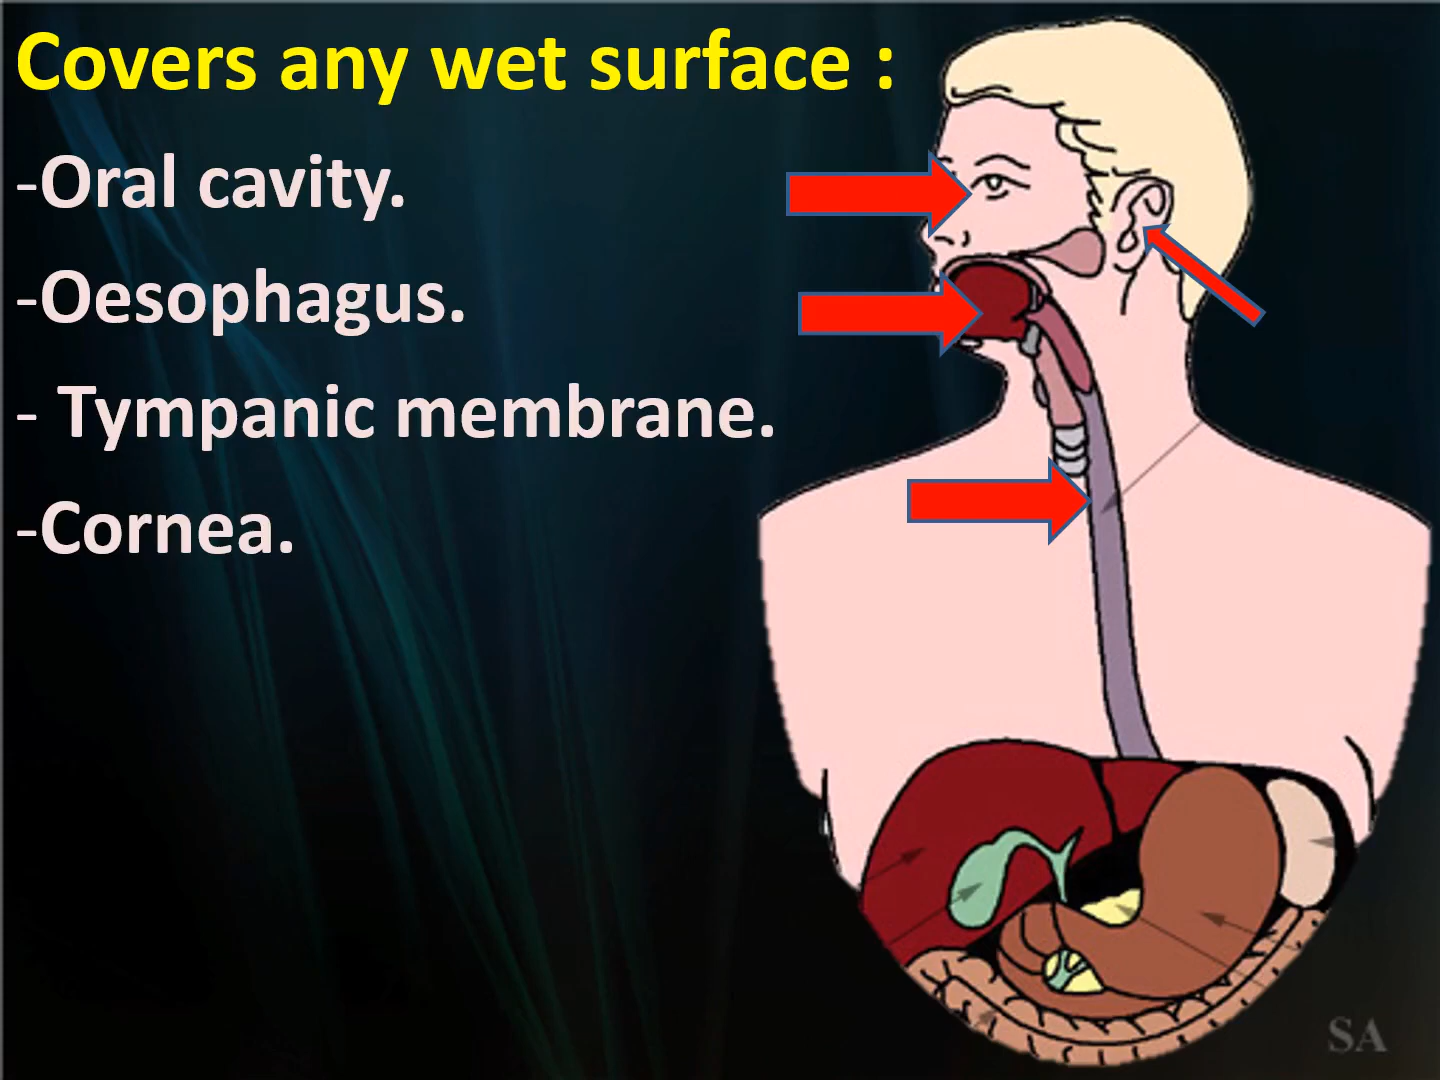 Covers any wet surface :
-Oral cavity.
-Oesophagus.
- Tympanic membrane.
-Cornea.
SA